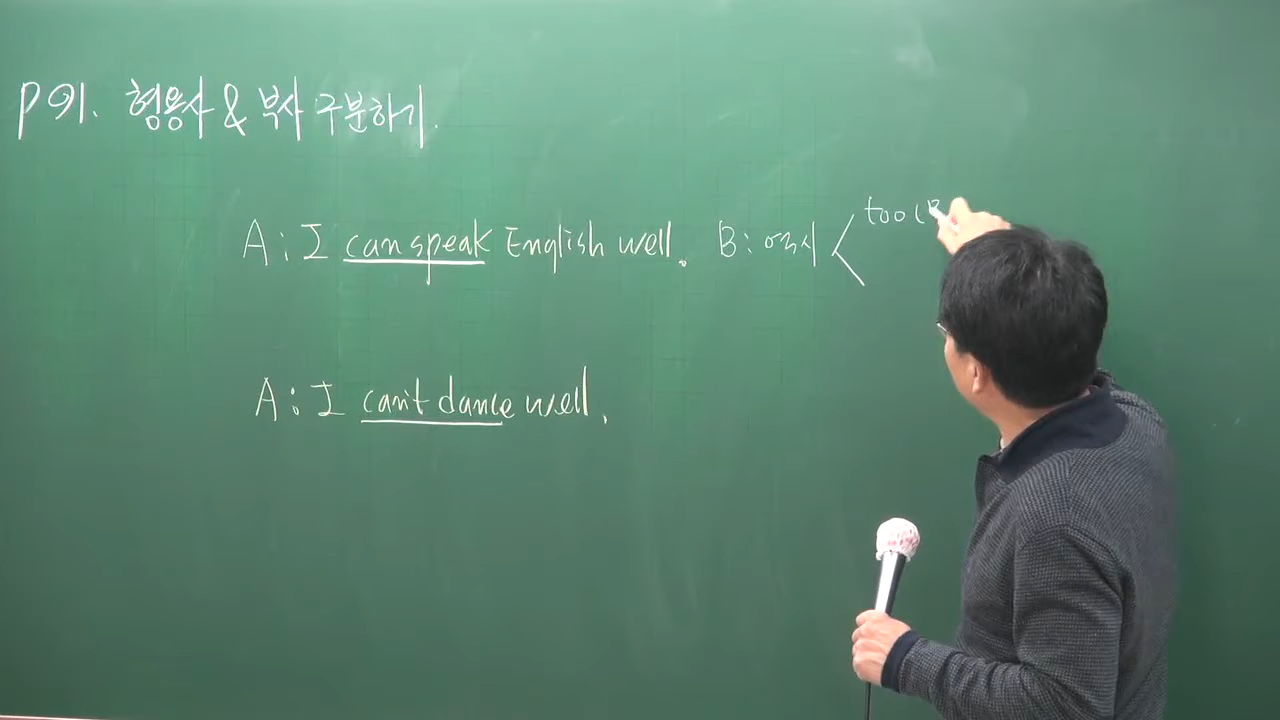 P 91. 형용사 & 부사 구분하기.
A : I can speak English well. B : 역시 too (
A : I can't dance well.